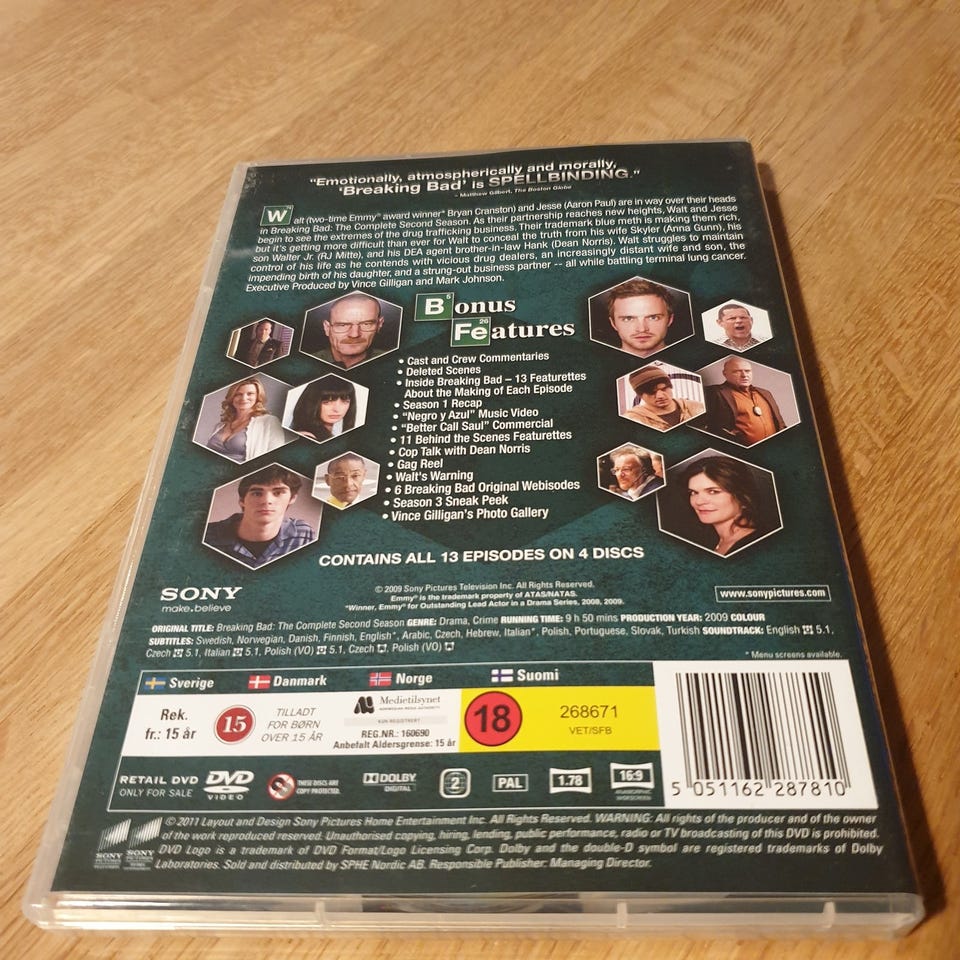 "Emotionally, atmospherically and morally,
'Breaking Bad' is SPELLBINDING."
– Matthew Gilbert, The Boston Globe
Walt (two-time Emmy® award winner* Bryan Cranston) and Jesse (Aaron Paul) are in way over their heads
in Breaking Bad: The Complete Second Season. As their partnership reaches new heights, Walt and Jesse
begin to see the extremes of the drug trafficking business. Their trademark blue meth is making them rich,
but it's getting more difficult than ever for Walt to conceal the truth from his wife Skyler (Anna Gunn), his
son Walter Jr. (RJ Mitte), and his DEA agent brother-in-law Hank (Dean Norris). Walt struggles to maintain
control of his life as he contends with vicious drug dealers, an increasingly distant wife and son, the
impending birth of his daughter, and a strung-out business partner -- all while battling terminal lung cancer.
Executive Produced by Vince Gilligan and Mark Johnson.
Bonus
5
Features
26
• Cast and Crew Commentaries
• Deleted Scenes
• Inside Breaking Bad – 13 Featurettes
About the Making of Each Episode
• Season 1 Recap
• "Negro y Azul" Music Video
• "Better Call Saul" Commercial
• 11 Behind the Scenes Featurettes
• Cop Talk with Dean Norris
• Gag Reel
• Walt's Warning
• 6 Breaking Bad Original Webisodes
• Season 3 Sneak Peek
• Vince Gilligan's Photo Gallery
CONTAINS ALL 13 EPISODES ON 4 DISCS
SONY
make.believe
© 2009 Sony Pictures Television Inc. All Rights Reserved.
Emmy® is the trademark property of ATAS/NATAS.
*Winner, Emmy® for Outstanding Lead Actor in a Drama Series, 2008, 2009.
www.sonypictures.com
ORIGINAL TITLE: Breaking Bad: The Complete Second Season GENRE: Drama, Crime RUNNING TIME: 9 h 50 mins PRODUCTION YEAR: 2009 COLOUR
SUBTITLES: Swedish, Norwegian, Danish, Finnish, English*, Arabic, Czech, Hebrew, Italian*, Polish, Portuguese, Slovak, Turkish SOUNDTRACK: English 5.1,
Czech 5.1, Italian 5.1, Polish (VO) 5.1, Czech, Polish (VO)
* Menu screens available.
Sverige
Danmark
Norge
Suomi
Rek.
fr.: 15 år
15
TILLADT
FOR BØRN
OVER 15 ÅR
Medietilsynet
NORWEGIAN MEDIA AUTHORITY
KUN REGISTRERT
REG.NR.: 160690
Anbefalt Aldersgrense: 15 år
18
268671
VET/SFB
RETAIL DVD
ONLY FOR SALE
DVD
VIDEO
THESE DISCS ARE
COPY PROTECTED.
DOLBY
DIGITAL
2
PAL
1.78
16:9
ANAMORPHIC
WIDESCREEN
5 051162 287810
© 2011 Layout and Design Sony Pictures Home Entertainment Inc. All Rights Reserved. WARNING: All rights of the producer and of the owner
of the work reproduced reserved. Unauthorised copying, hiring, lending, public performance, radio or TV broadcasting of this DVD is prohibited.
DVD Logo is a trademark of DVD Format/Logo Licensing Corp. Dolby and the double-D symbol are registered trademarks of Dolby
Laboratories. Sold and distributed by SPHE Nordic AB. Responsible Publisher: Managing Director.